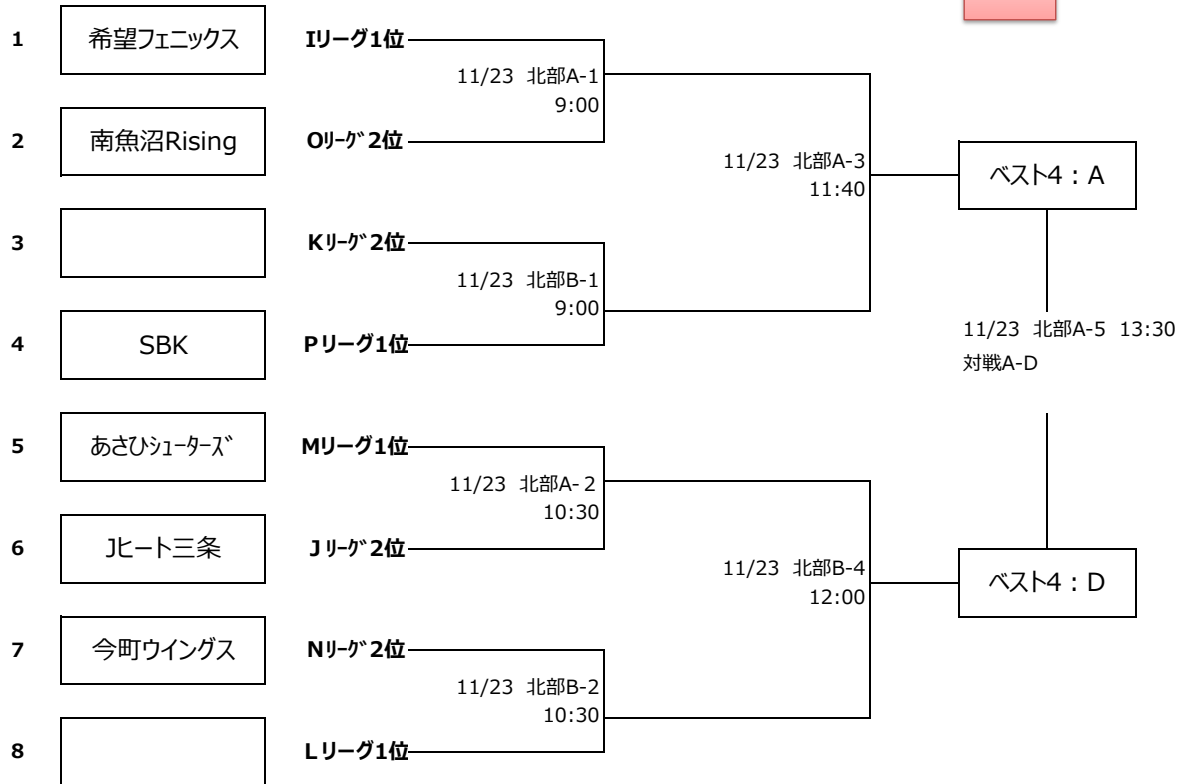 1 希望フェニックス Iリーグ1位
11/23 北部A-1
9:00
2 南魚沼Rising Oﾘｰｸﾞ2位
11/23 北部A-3
11:40
ベスト4：A
3 Kﾘｰｸﾞ2位
11/23 北部B-1
9:00
4 SBK Pリーグ1位
11/23 北部A-5 13:30
対戦A-D
5 あさひｼｭｰﾀｰｽﾞ Mリーグ1位
11/23 北部A-２
10:30
6 Jヒート三条 Jﾘｰｸﾞ2位
11/23 北部B-4
12:00
ベスト4：D
7 今町ウイングス Nﾘｰｸﾞ2位
11/23 北部B-2
10:30
8 Lリーグ1位